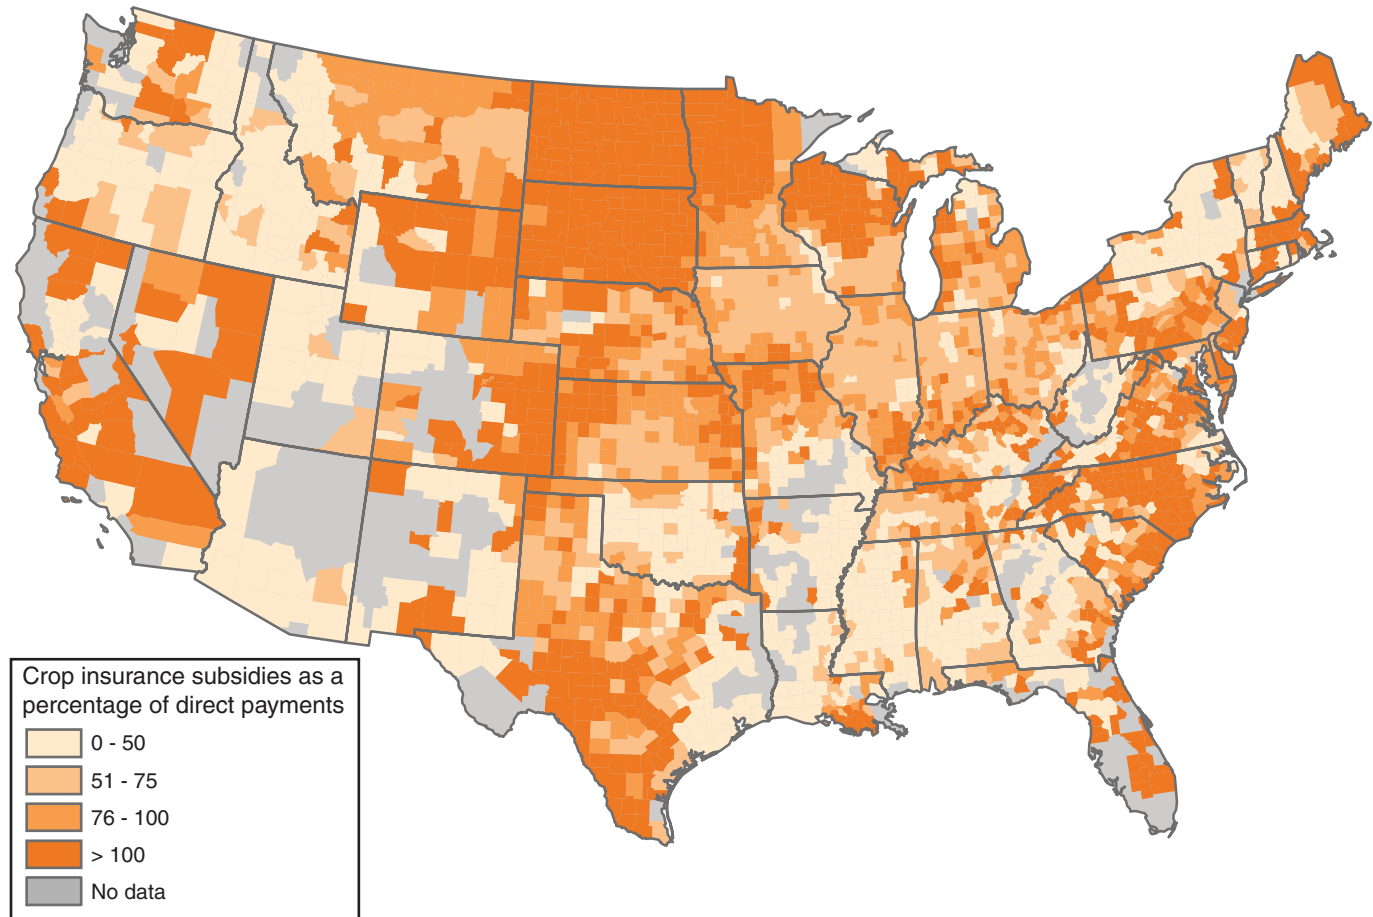 Crop insurance subsidies as a
percentage of direct payments
0 - 50
51 - 75
76 - 100
> 100
No data